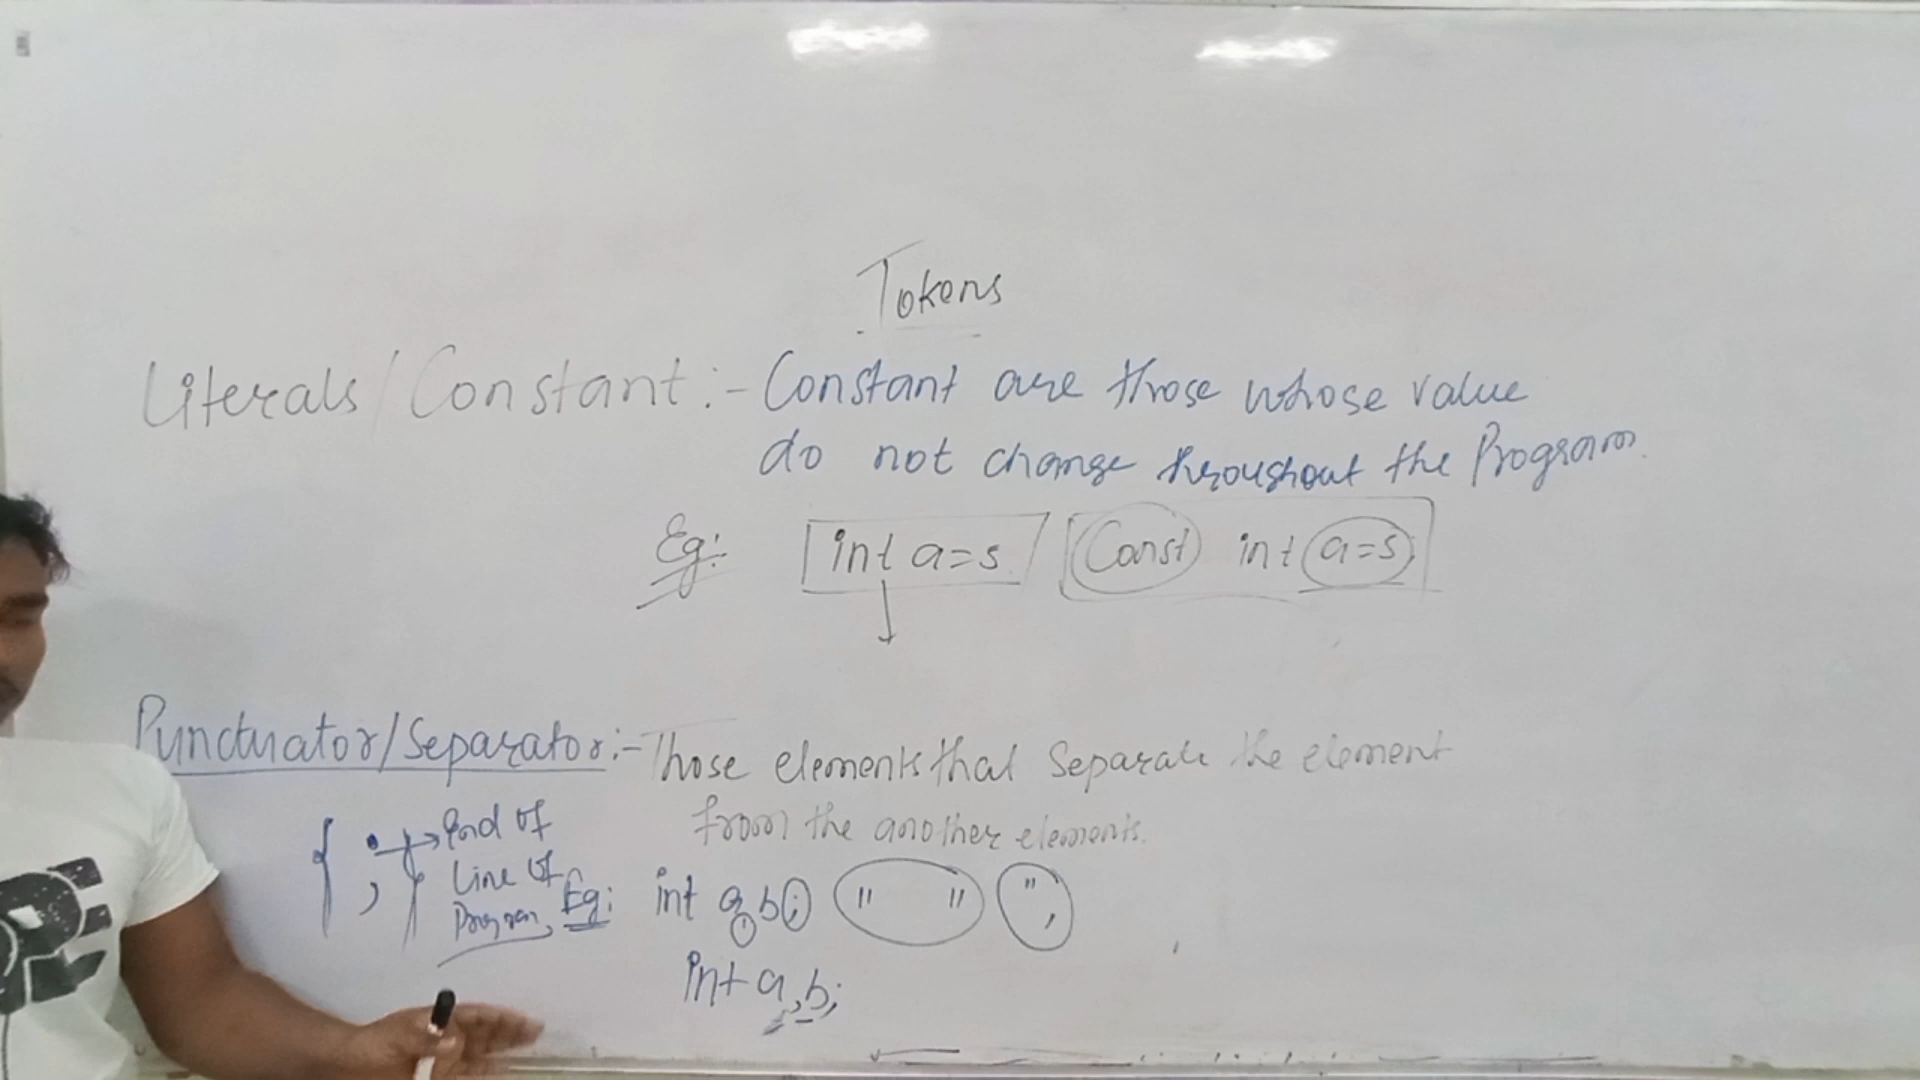 Tokens
Literals/Constant :- Constant are those whose value
do not change throughout the Program.
Eg: int a=5 Const int a=5
Punctuator/Separator :- Those elements that Separate the element
from the another elements.
{ ; } → End of
Line of
Program
Eg: int a,b; " " ",
int a,b;